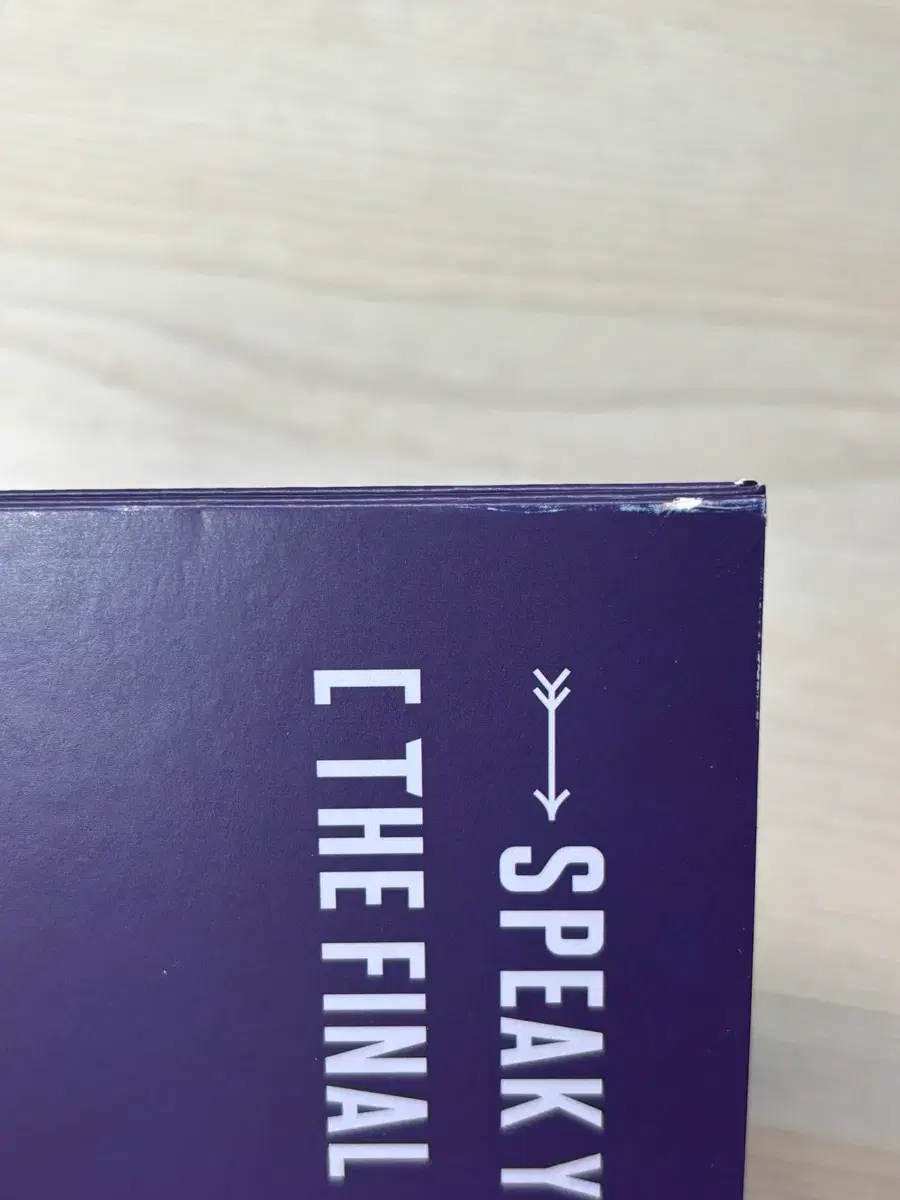 SPEAK Y
[ THE FINAL